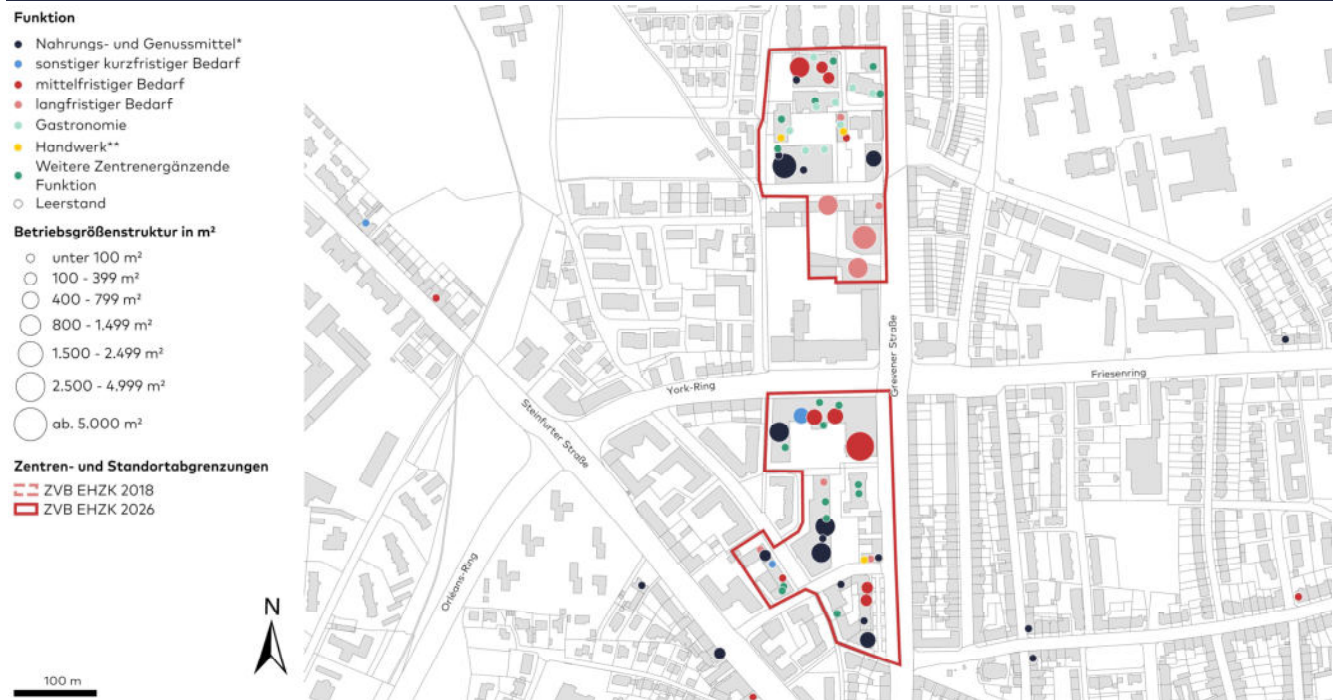 Funktion
Nahrungs- und Genussmittel*
sonstiger kurzfristiger Bedarf
mittelfristiger Bedarf
langfristiger Bedarf
Gastronomie
Handwerk**
Weitere Zentrenergänzende
Funktion
Leerstand
Betriebsgrößenstruktur in m²
unter 100 m²
100 - 399 m²
400 - 799 m²
800 - 1.499 m²
1.500 - 2.499 m²
2.500 - 4.999 m²
ab. 5.000 m²
Zentren- und Standortabgrenzungen
ZVB EHZK 2018
ZVB EHZK 2026
100 m
N
Orléans-Ring
Steinfurter Straße
York-Ring
Grevener Straße
Friesenring